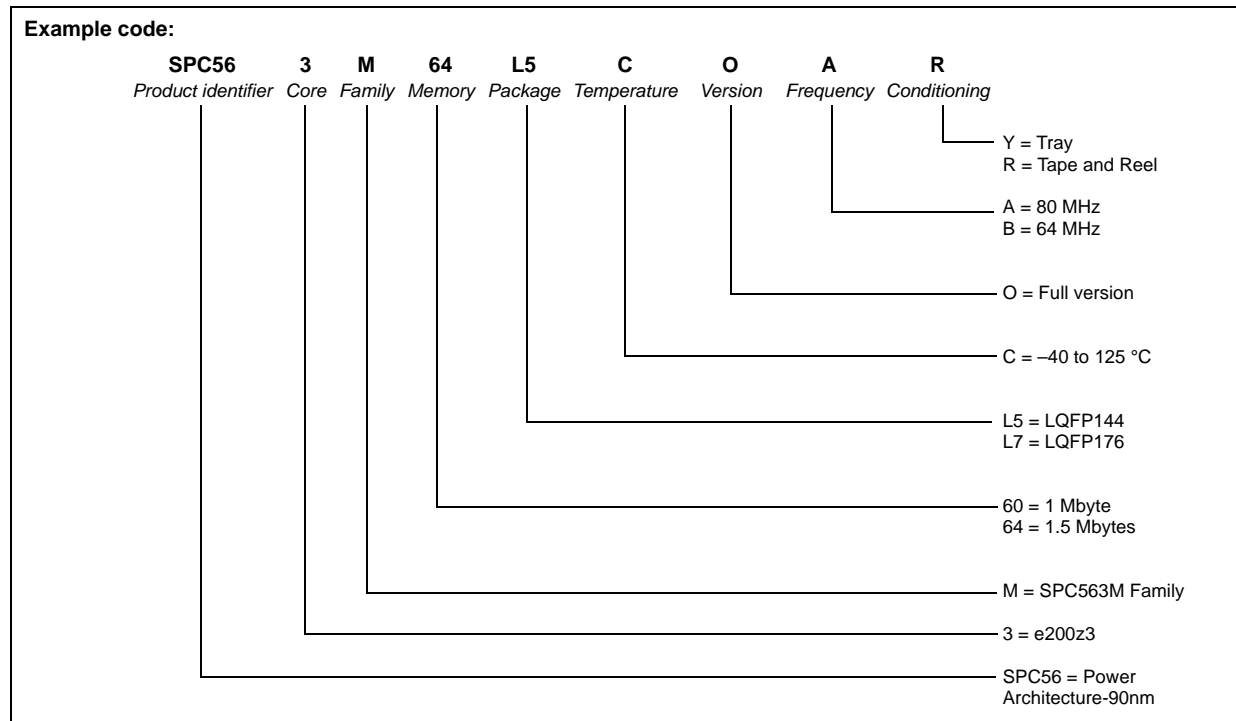 Example code:
SPC56 3 M 64 L5 C O A R
Product identifier Core Family Memory Package Temperature Version Frequency Conditioning
Y = Tray
R = Tape and Reel
A = 80 MHz
B = 64 MHz
O = Full version
C = –40 to 125 °C
L5 = LQFP144
L7 = LQFP176
60 = 1 Mbyte
64 = 1.5 Mbytes
M = SPC563M Family
3 = e200z3
SPC56 = Power
Architecture-90nm